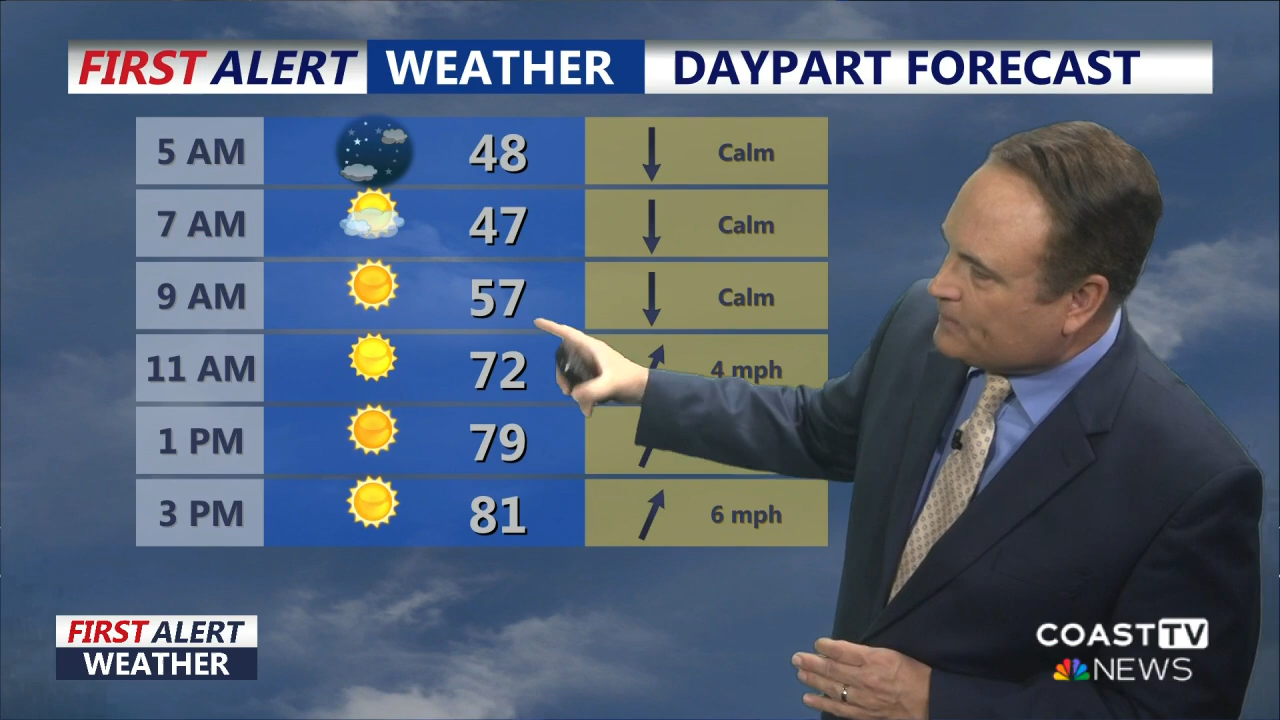 FIRST ALERT WEATHER DAYPART FORECAST
5 AM 48 Calm
7 AM 47 Calm
9 AM 57 Calm
11 AM 72 4 mph
1 PM 79
3 PM 81 6 mph
FIRST ALERT
WEATHER
COAST TV
NEWS